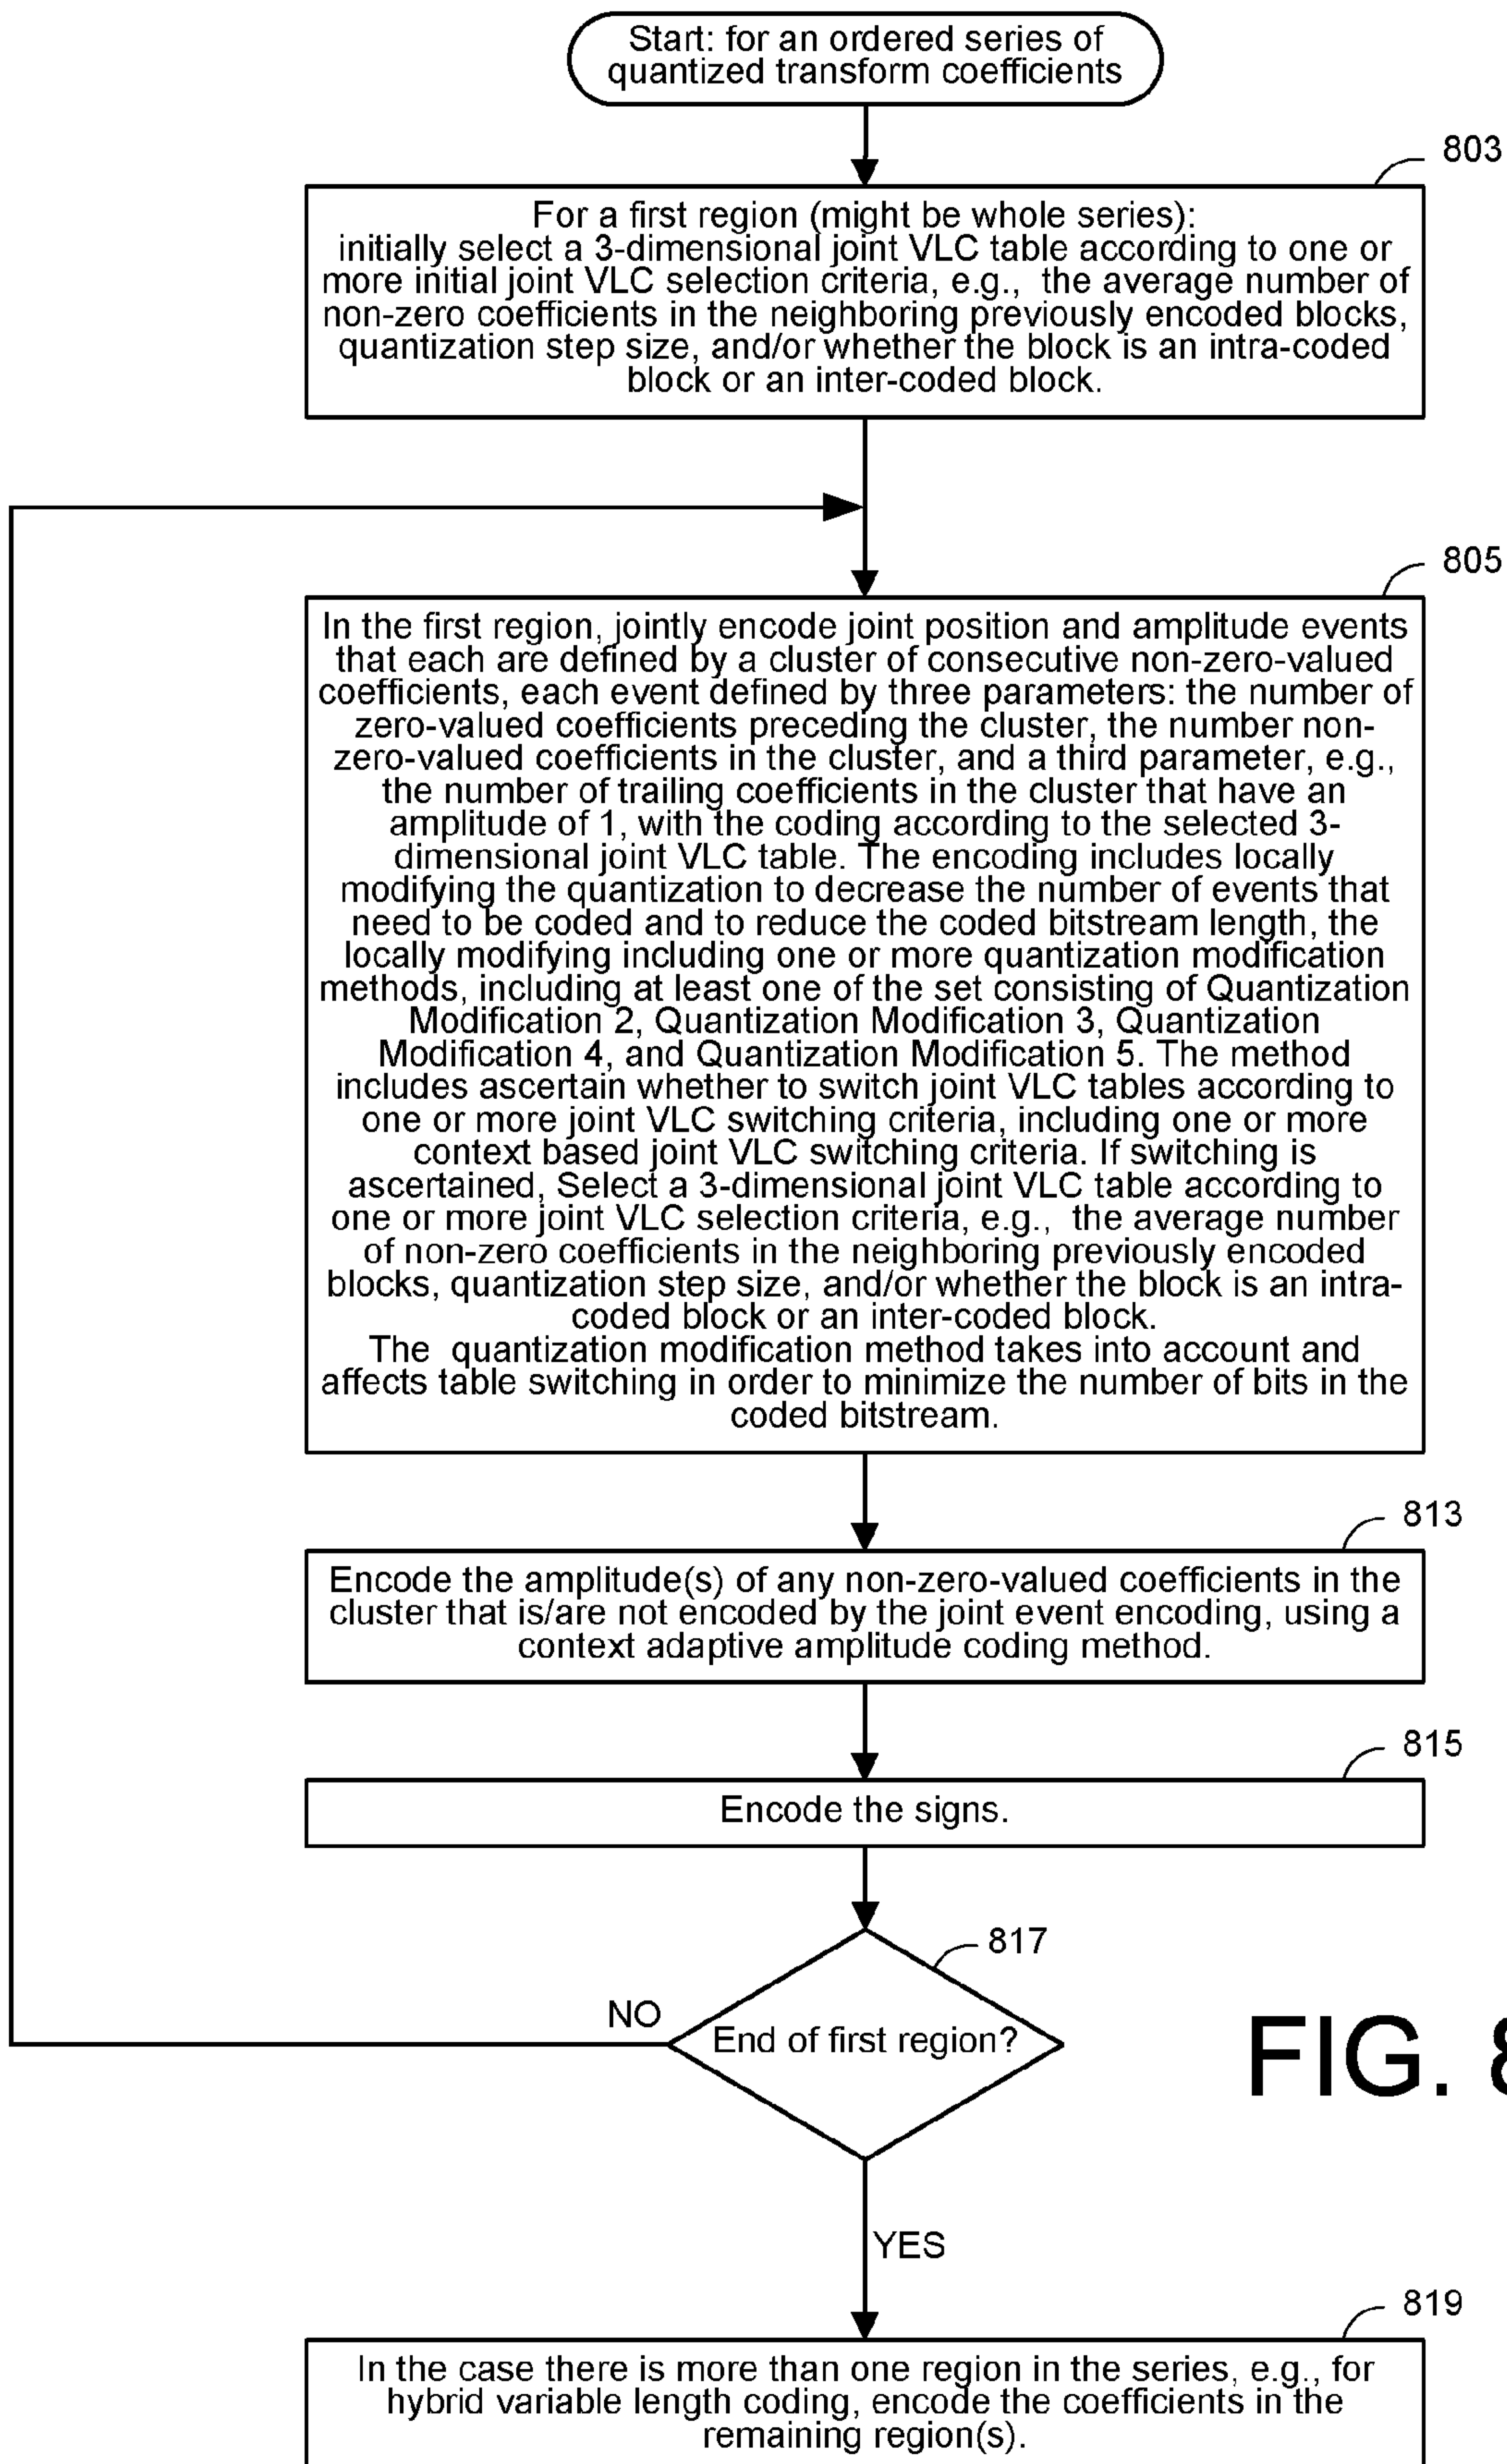 Start: for an ordered series of
quantized transform coefficients
803
For a first region (might be whole series):
initially select a 3-dimensional joint VLC table according to one or
more initial joint VLC selection criteria, e.g., the average number of
non-zero coefficients in the neighboring previously encoded blocks,
quantization step size, and/or whether the block is an intra-coded
block or an inter-coded block.
805
In the first region, jointly encode joint position and amplitude events
that each are defined by a cluster of consecutive non-zero-valued
coefficients, each event defined by three parameters: the number of
zero-valued coefficients preceding the cluster, the number non-
zero-valued coefficients in the cluster, and a third parameter, e.g.,
the number of trailing coefficients in the cluster that have an
amplitude of 1, with the coding according to the selected 3-
dimensional joint VLC table. The encoding includes locally
modifying the quantization to decrease the number of events that
need to be coded and to reduce the coded bitstream length, the
locally modifying including one or more quantization modification
methods, including at least one of the set consisting of Quantization
Modification 2, Quantization Modification 3, Quantization
Modification 4, and Quantization Modification 5. The method
includes ascertain whether to switch joint VLC tables according to
one or more joint VLC switching criteria, including one or more
context based joint VLC switching criteria. If switching is
ascertained, Select a 3-dimensional joint VLC table according to
one or more joint VLC selection criteria, e.g., the average number
of non-zero coefficients in the neighboring previously encoded
blocks, quantization step size, and/or whether the block is an intra-
coded block or an inter-coded block.
The quantization modification method takes into account and
affects table switching in order to minimize the number of bits in the
coded bitstream.
813
Encode the amplitude(s) of any non-zero-valued coefficients in the
cluster that is/are not encoded by the joint event encoding, using a
context adaptive amplitude coding method.
815
Encode the signs.
817
NO
End of first region?
FIG. 8
YES
819
In the case there is more than one region in the series, e.g., for
hybrid variable length coding, encode the coefficients in the
remaining region(s).